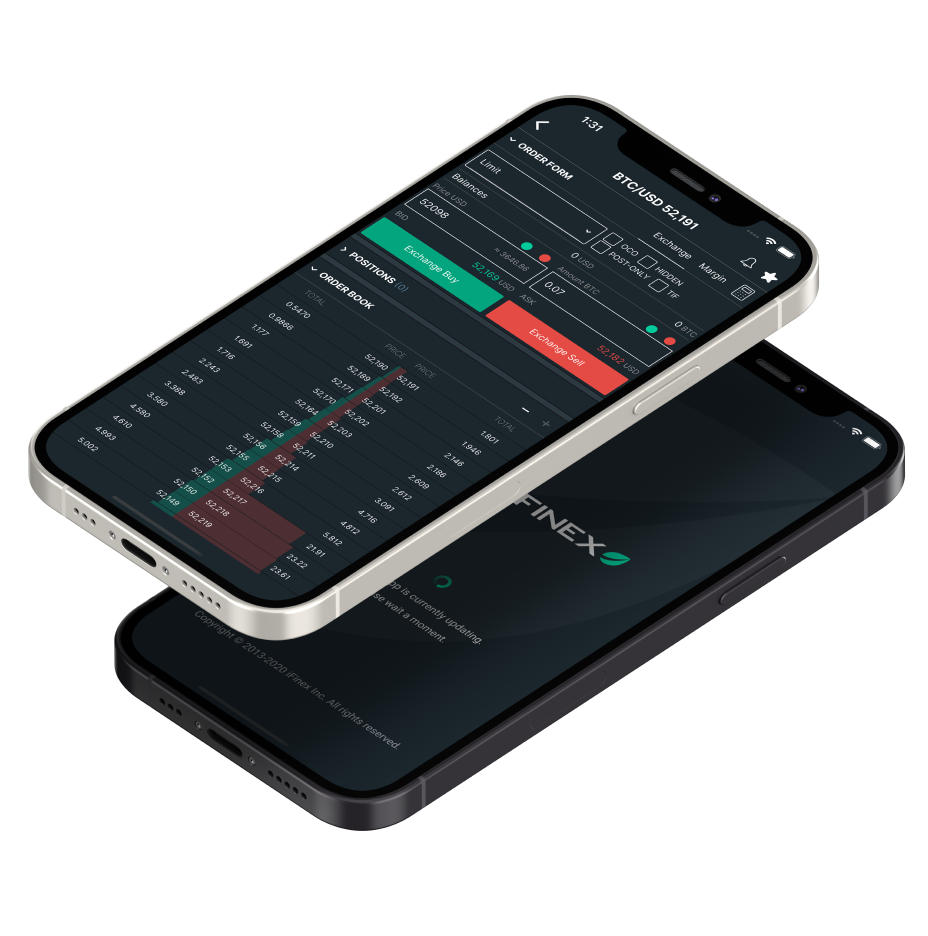 1:31
BTC/USD 52,191
ORDER FORM
Exchange Margin
Limit
OCO HIDDEN
POST-ONLY TIF
Balances
0 USD
0 BTC
Price USD
Amount BTC
52098
0.07
≈ 3646.86
BID 52,169 USD
ASK 52,182 USD
Exchange Buy
Exchange Sell
POSITIONS (0)
ORDER BOOK
TOTAL PRICE PRICE TOTAL
0.5470 52,190 52,191 1.801
0.9868 52,189 52,192 1.946
1.177 52,171 52,201 2.146
1.691 52,170 52,202 2.186
1.716 52,164 52,203 2.609
2.243 52,159 52,210 2.612
2.483 52,158 52,211 3.091
3.368 52,156 52,214 4.716
3.580 52,155 52,215 4.812
4.580 52,153 52,216 5.812
4.610 52,152 52,217 21.91
4.993 52,150 52,218 23.22
5.002 52,149 52,219 23.61
FINEX
is currently updating.
wait a moment.
Copyright © 2013-2020 iFinex Inc. All rights reserved.